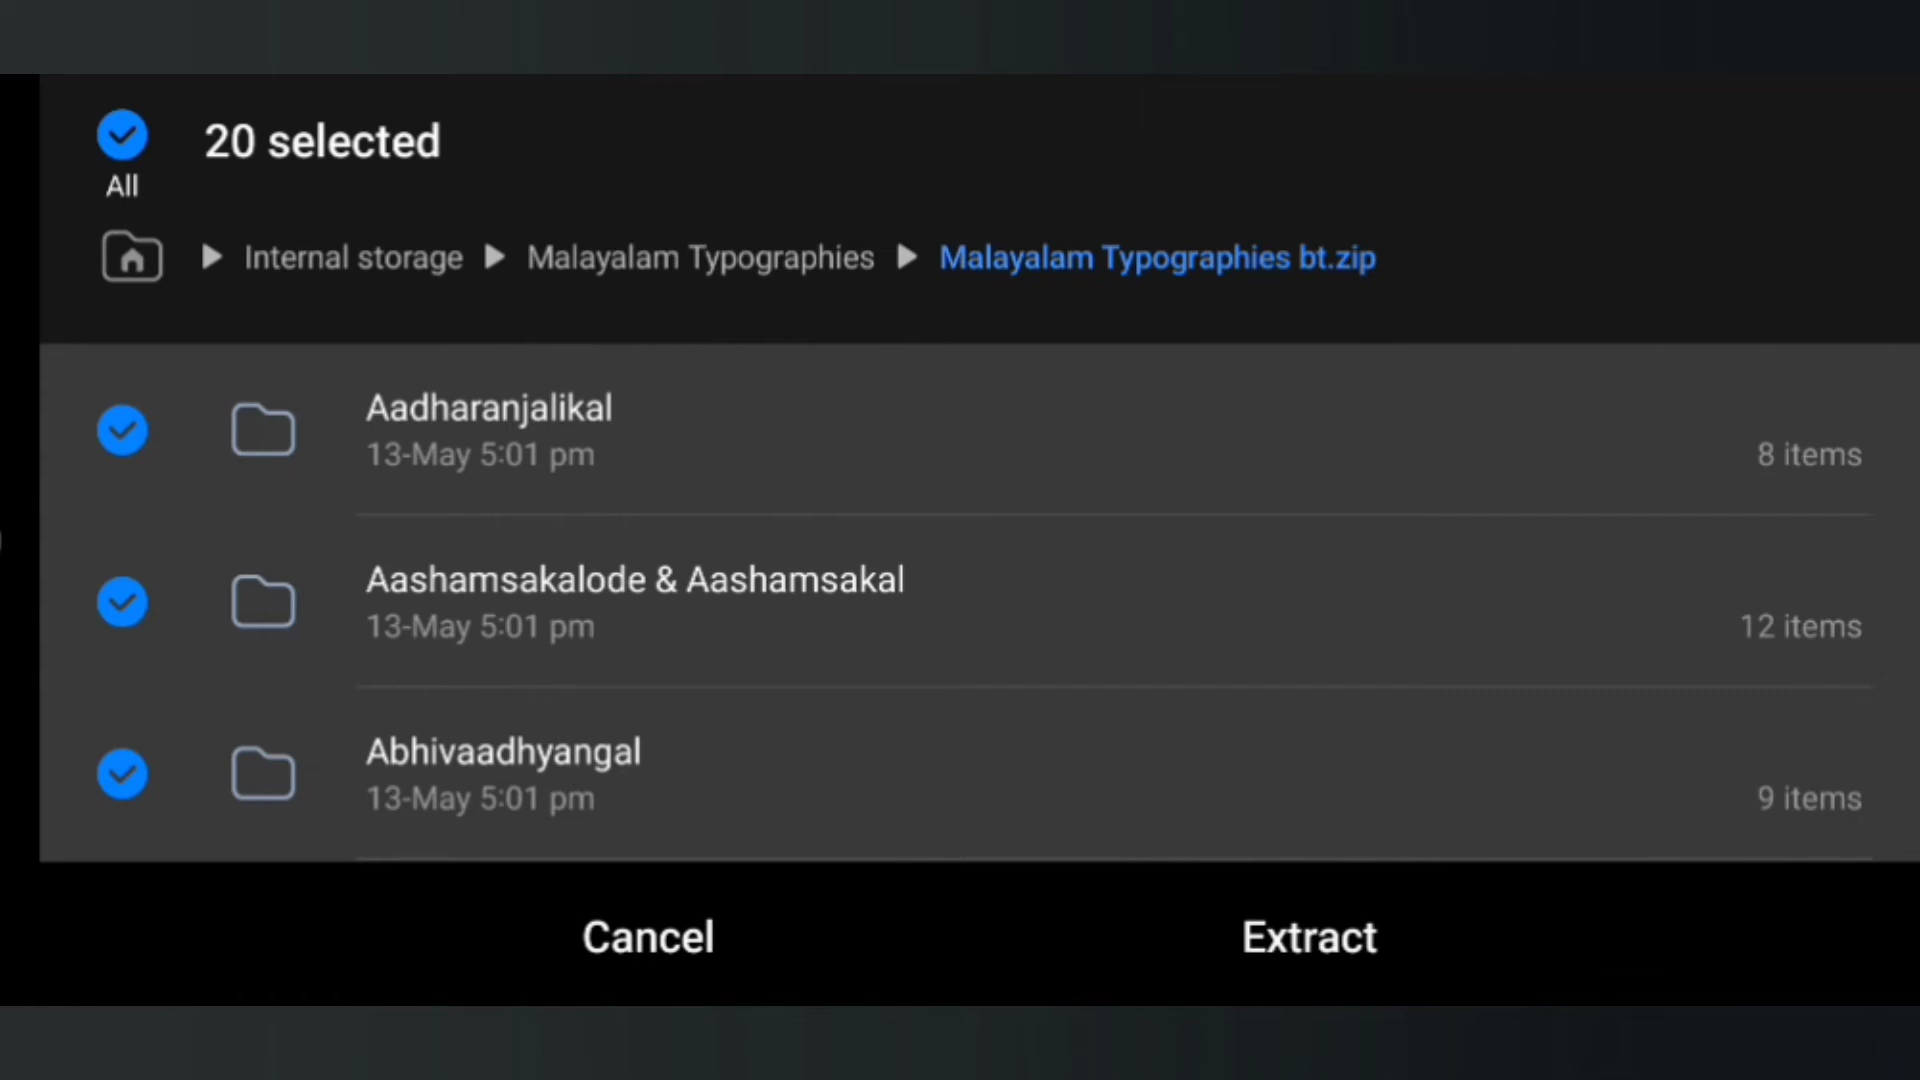 20 selected
All
Internal storage ▶ Malayalam Typographies ▶ Malayalam Typographies bt.zip
Aadharanjalikal
13-May 5:01 pm
8 items
Aashamsakalode & Aashamsakal
13-May 5:01 pm
12 items
Abhivaadhyangal
13-May 5:01 pm
9 items
Cancel
Extract